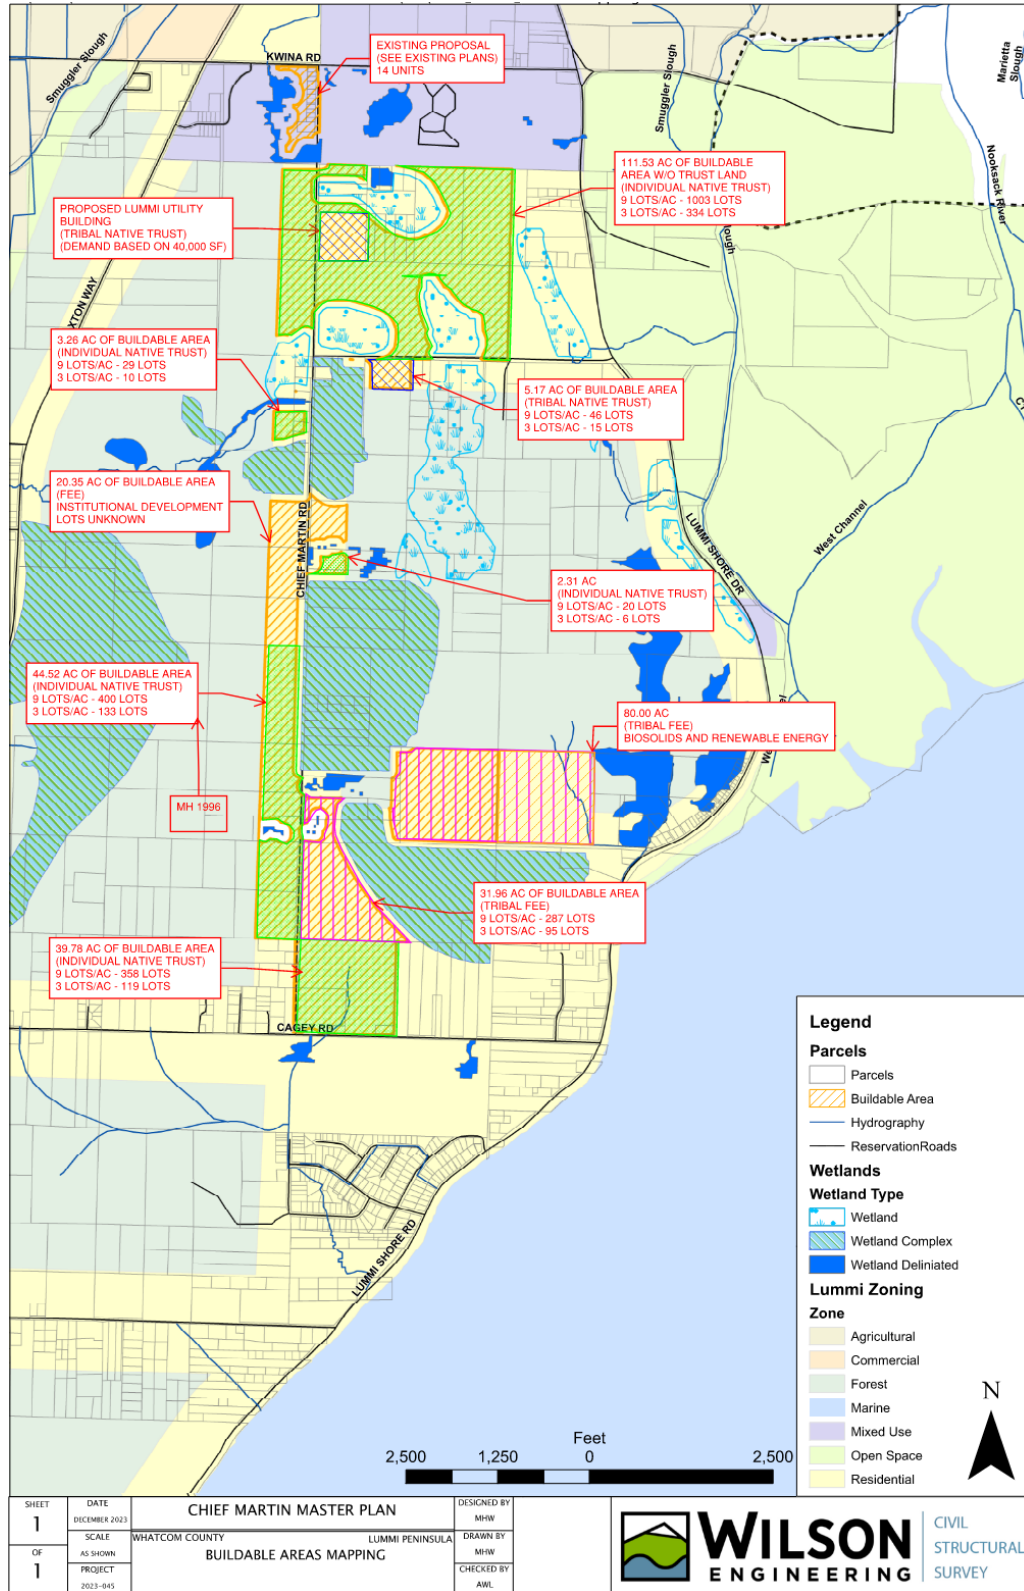 KWINA RD
EXISTING PROPOSAL
(SEE EXISTING PLANS)
14 UNITS
Smuggler Slough
Smuggler Slough
Marietta
Slough
Nooksack River
111.53 AC OF BUILDABLE
AREA W/O TRUST LAND
(INDIVIDUAL NATIVE TRUST)
9 LOTS/AC - 1003 LOTS
3 LOTS/AC - 334 LOTS
PROPOSED LUMMI UTILITY
BUILDING
(TRIBAL NATIVE TRUST)
(DEMAND BASED ON 40,000 SF)
lough
XTON WAY
3.26 AC OF BUILDABLE AREA
(INDIVIDUAL NATIVE TRUST)
9 LOTS/AC - 29 LOTS
3 LOTS/AC - 10 LOTS
5.17 AC OF BUILDABLE AREA
(TRIBAL NATIVE TRUST)
9 LOTS/AC - 46 LOTS
3 LOTS/AC - 15 LOTS
20.35 AC OF BUILDABLE AREA
(FEE)
INSTITUTIONAL DEVELOPMENT
LOTS UNKNOWN
CHIEF MARTIN RD
LUMMI SHORE DR
West Channel
2.31 AC
(INDIVIDUAL NATIVE TRUST)
9 LOTS/AC - 20 LOTS
3 LOTS/AC - 6 LOTS
44.52 AC OF BUILDABLE AREA
(INDIVIDUAL NATIVE TRUST)
9 LOTS/AC - 400 LOTS
3 LOTS/AC - 133 LOTS
80.00 AC
(TRIBAL FEE)
BIOSOLIDS AND RENEWABLE ENERGY
MH 1996
31.96 AC OF BUILDABLE AREA
(TRIBAL FEE)
9 LOTS/AC - 287 LOTS
3 LOTS/AC - 95 LOTS
39.78 AC OF BUILDABLE AREA
(INDIVIDUAL NATIVE TRUST)
9 LOTS/AC - 358 LOTS
3 LOTS/AC - 119 LOTS
CAGEY RD
LUMMI SHORE RD
Legend
Parcels
Parcels
Buildable Area
Hydrography
ReservationRoads
Wetlands
Wetland Type
Wetland
Wetland Complex
Wetland Deliniated
Lummi Zoning
Zone
Agricultural
Commercial
Forest
Marine
Mixed Use
Open Space
Residential
N
Feet
2,500 1,250 0 2,500
SHEET
1
OF
1
DATE
DECEMBER 2023
SCALE
AS SHOWN
PROJECT
2023-045
CHIEF MARTIN MASTER PLAN
WHATCOM COUNTY LUMMI PENINSULA
BUILDABLE AREAS MAPPING
DESIGNED BY
MHW
DRAWN BY
MHW
CHECKED BY
AWL
WILSON
ENGINEERING
CIVIL
STRUCTURAL
SURVEY